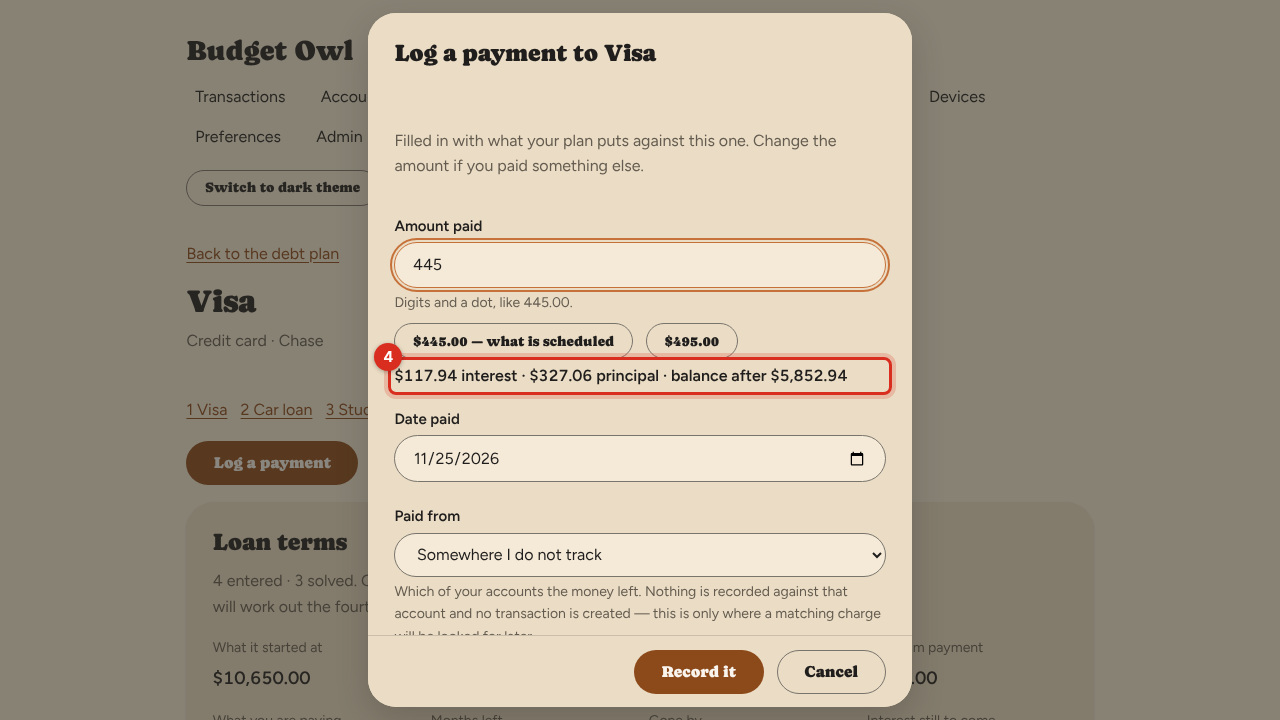 Budget Owl
Log a payment to Visa
Transactions
Devices
Preferences
Admin
Filled in with what your plan puts against this one. Change the
amount if you paid something else.
Switch to dark theme
Amount paid
Back to the debt plan
445
Visa
Digits and a dot, like 445.00.
Credit card · Chase
$445.00 — what is scheduled
$495.00
4
$117.94 interest · $327.06 principal · balance after $5,852.94
1 Visa
2 Car loan
Date paid
Log a payment
11/25/2026
Paid from
Loan terms
Somewhere I do not track
4 entered · 3 solved.
will work out the
Which of your accounts the money left. Nothing is recorded against that
account and no transaction is created — this is only where a matching charge
What it started at
payment
$10,650.00
.00
Record it
Cancel